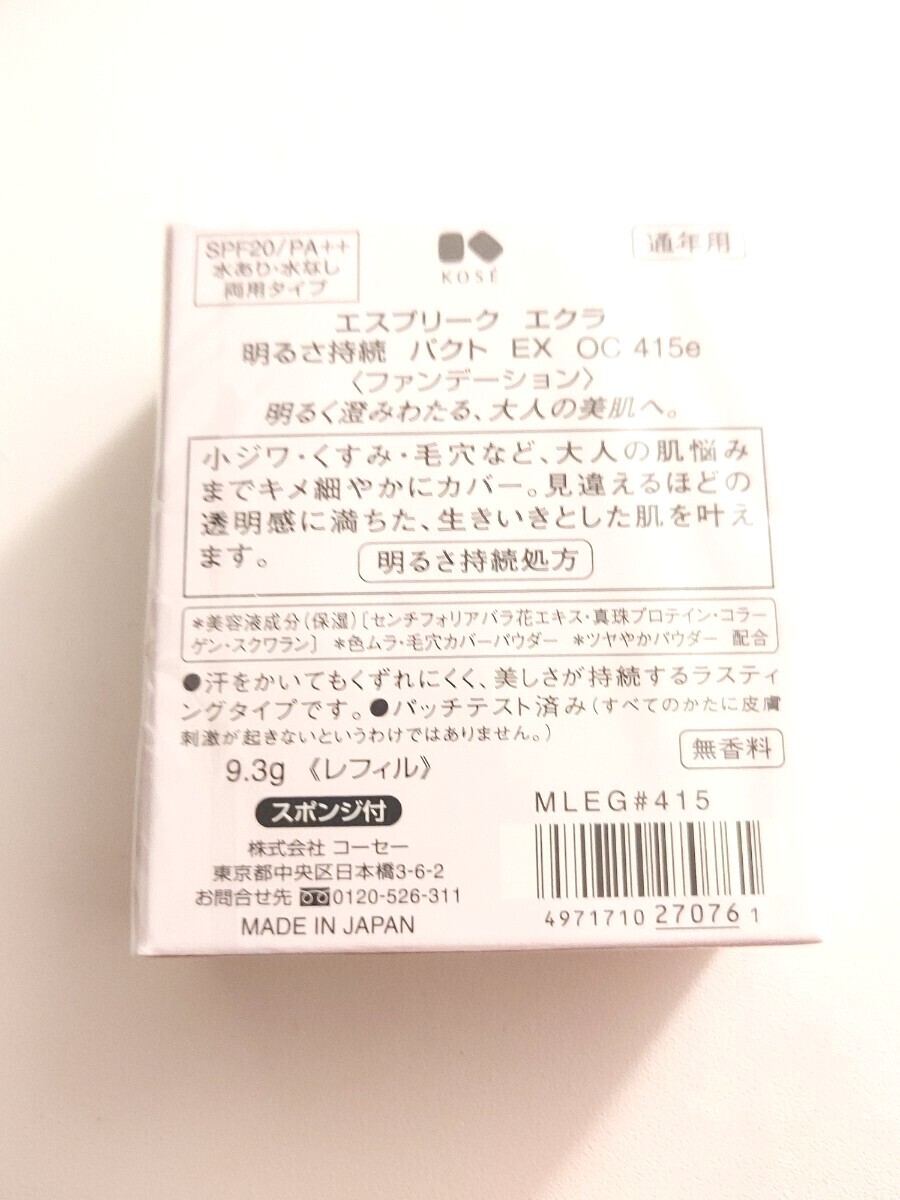 SPF20/PA++
水あり・水なし
両用タイプ
KOSÉ
通年用
エスプリーク エクラ
明るさ持続 パクト EX OC 415e
〈ファンデーション〉
明るく澄みわたる、大人の美肌へ。
小ジワ・くすみ・毛穴など、大人の肌悩み
までキメ細やかにカバー。見違えるほどの
透明感に満ちた、生きいきとした肌を叶え
ます。
明るさ持続処方
*美容液成分(保湿)[センチフォリアバラ花エキス・真珠プロテイン・コラー
ゲン・スクワラン] *色ムラ・毛穴カバーパウダー *ツヤやかパウダー 配合
●汗をかいてもくずれにくく、美しさが持続するラスティ
ングタイプです。●パッチテスト済み(すべてのかたに皮膚
刺激が起きないというわけではありません。)
無香料
9.3g 《レフィル》
スポンジ付
株式会社 コーセー
東京都中央区日本橋3-6-2
お問合せ先 0120-526-311
MADE IN JAPAN
MLEG#415
4971710 270761